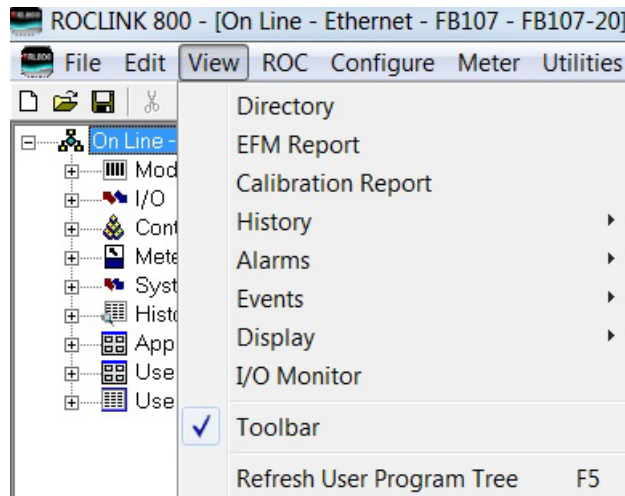 ROCLINK 800 - [On Line - Ethernet - FB107 - FB107-20]
File Edit View ROC Configure Meter Utilities
Directory
On Line -
EFM Report
Mod
Calibration Report
I/O
History
Cont
Alarms
Mete
Events
Syst
Histo
Display
App
I/O Monitor
Use
Use
Toolbar
Refresh User Program Tree F5